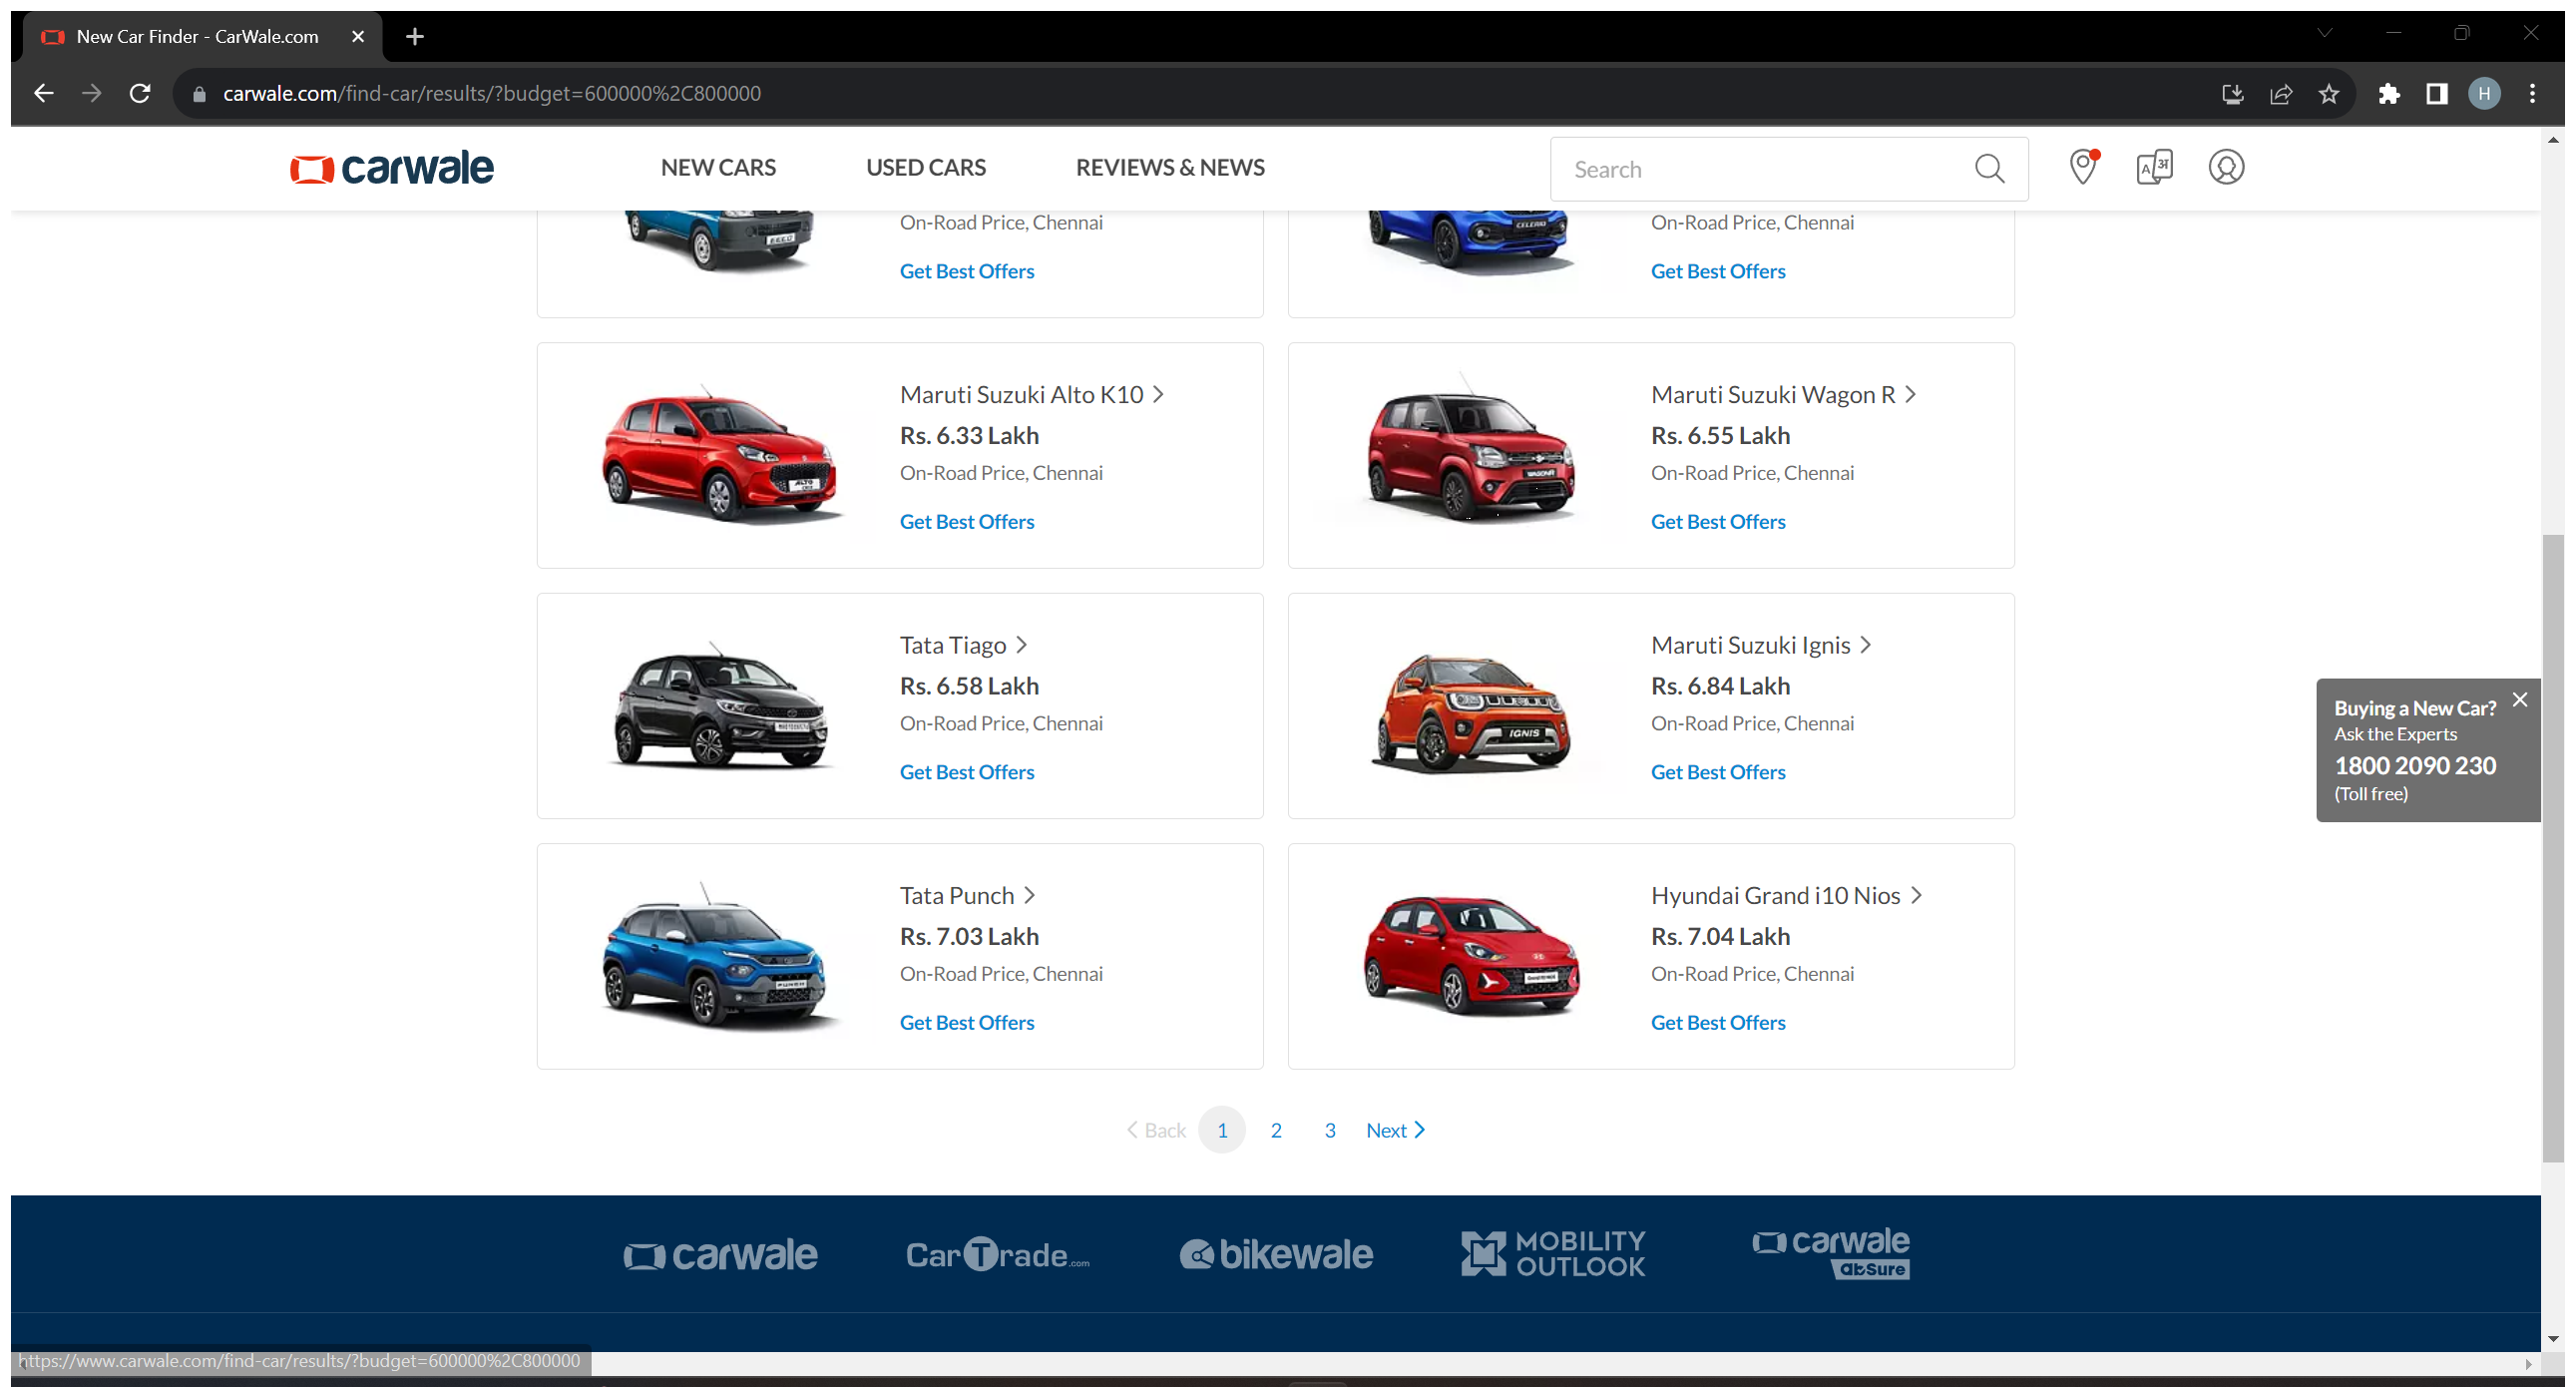 New Car Finder - CarWale.com
carwale.com/find-car/results/?budget=600000%2C800000
H
carwale
NEW CARS
USED CARS
REVIEWS & NEWS
Search
A अ
EECO
On-Road Price, Chennai
Get Best Offers
CELERIO
On-Road Price, Chennai
Get Best Offers
ALTO
Maruti Suzuki Alto K10
Rs. 6.33 Lakh
On-Road Price, Chennai
Get Best Offers
WAGONR
Maruti Suzuki Wagon R
Rs. 6.55 Lakh
On-Road Price, Chennai
Get Best Offers
Tata Tiago
Rs. 6.58 Lakh
On-Road Price, Chennai
Get Best Offers
IGNIS
Maruti Suzuki Ignis
Rs. 6.84 Lakh
On-Road Price, Chennai
Get Best Offers
Buying a New Car?
Ask the Experts
1800 2090 230
(Toll free)
PUNCH
Tata Punch
Rs. 7.03 Lakh
On-Road Price, Chennai
Get Best Offers
Hyundai Grand i10 Nios
Rs. 7.04 Lakh
On-Road Price, Chennai
Get Best Offers
Back 1 2 3 Next
carwale
CarTrade.com
bikewale
MOBILITY
OUTLOOK
carwale
abSure
https://www.carwale.com/find-car/results/?budget=600000%2C800000